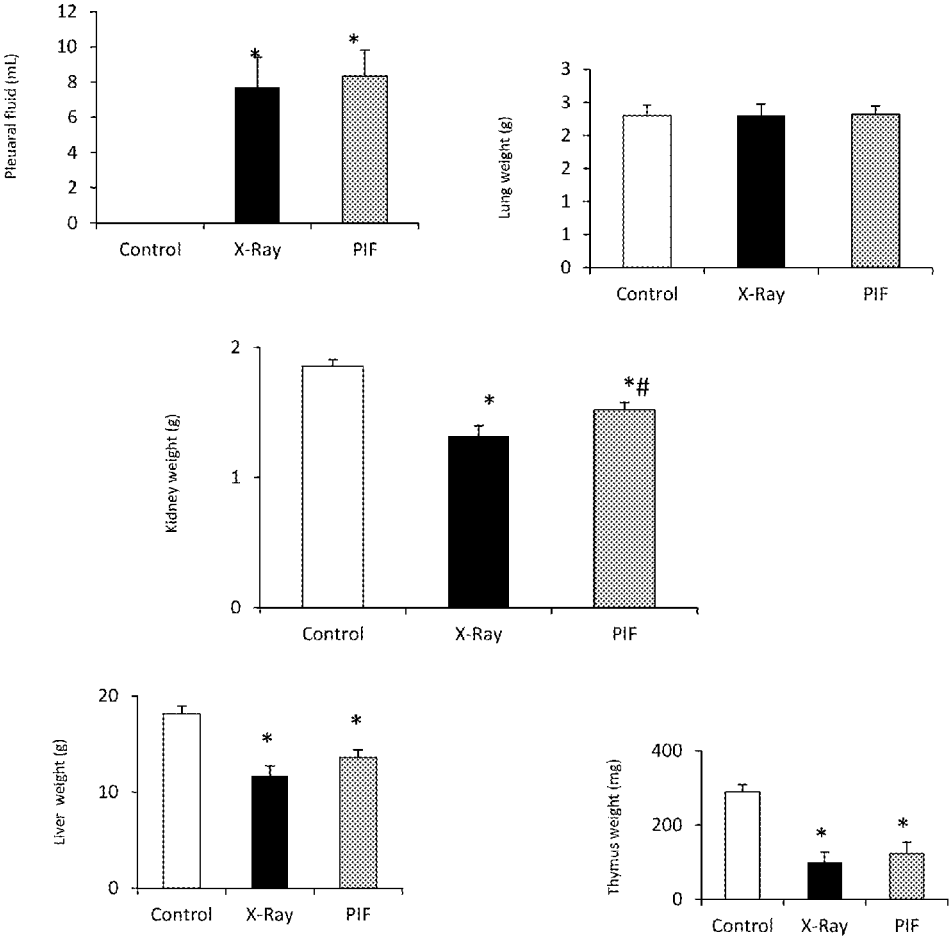 Pleuaral fluid (mL)
12
10
8
6
4
2
0
*
*
Control
X-Ray
PIF
Lung weight (g)
3
3
2
2
1
1
0
Control
X-Ray
PIF
Kidney weight (g)
2
1
0
*
*#
Control
X-Ray
PIF
Liver weight (g)
20
10
0
*
*
Control
X-Ray
PIF
Thymus weight (mg)
400
200
0
*
*
Control
X-Ray
PIF